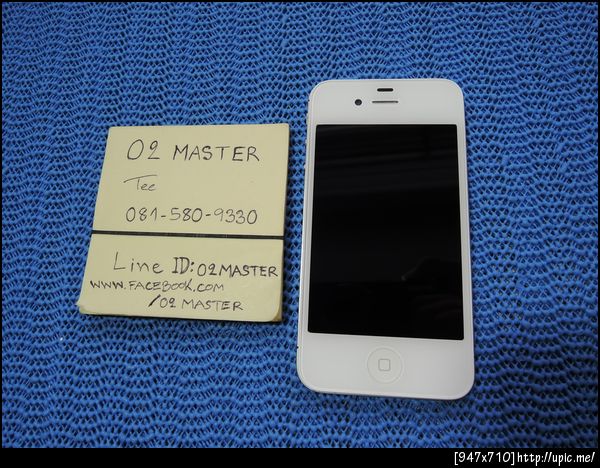 O2 MASTER
Tee
081-580-9330
Line ID: O2MASTER
WWW.FACEBOOK.COM
/O2 MASTER
[947x710]http://upic.me/